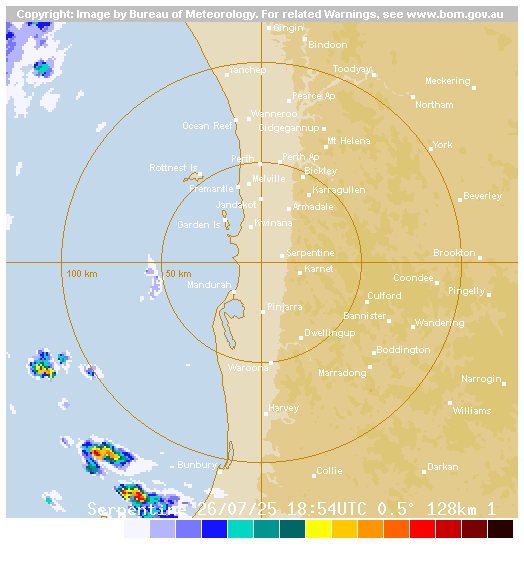 Copyright: Image by Bureau of Meteorology. For related Warnings, see www.bom.gov.au
Gingin
Bindoon
Yanchep
Toodyay
Meckering
Pearce Ap
Northam
Wanneroo
Ocean Reef
Gidgegannup
Mt Helena
York
Perth
Perth Ap
Rottnest Is
Bickley
Melville
Fremantle
Karragullen
Beverley
Jandakot
Armadale
Garden Is
Kwinana
Serpentine
Brookton
100 km
50 km
Karnet
Coondee
Mandurah
Pingelly
Culford
Pinjarra
Bannister
Wandering
Dwellingup
Boddington
Waroona
Marradong
Narrogin
Harvey
Williams
Bunbury
Collie
Darkan
Serpentine 26/07/25 18:54UTC 0.5° 128km 1